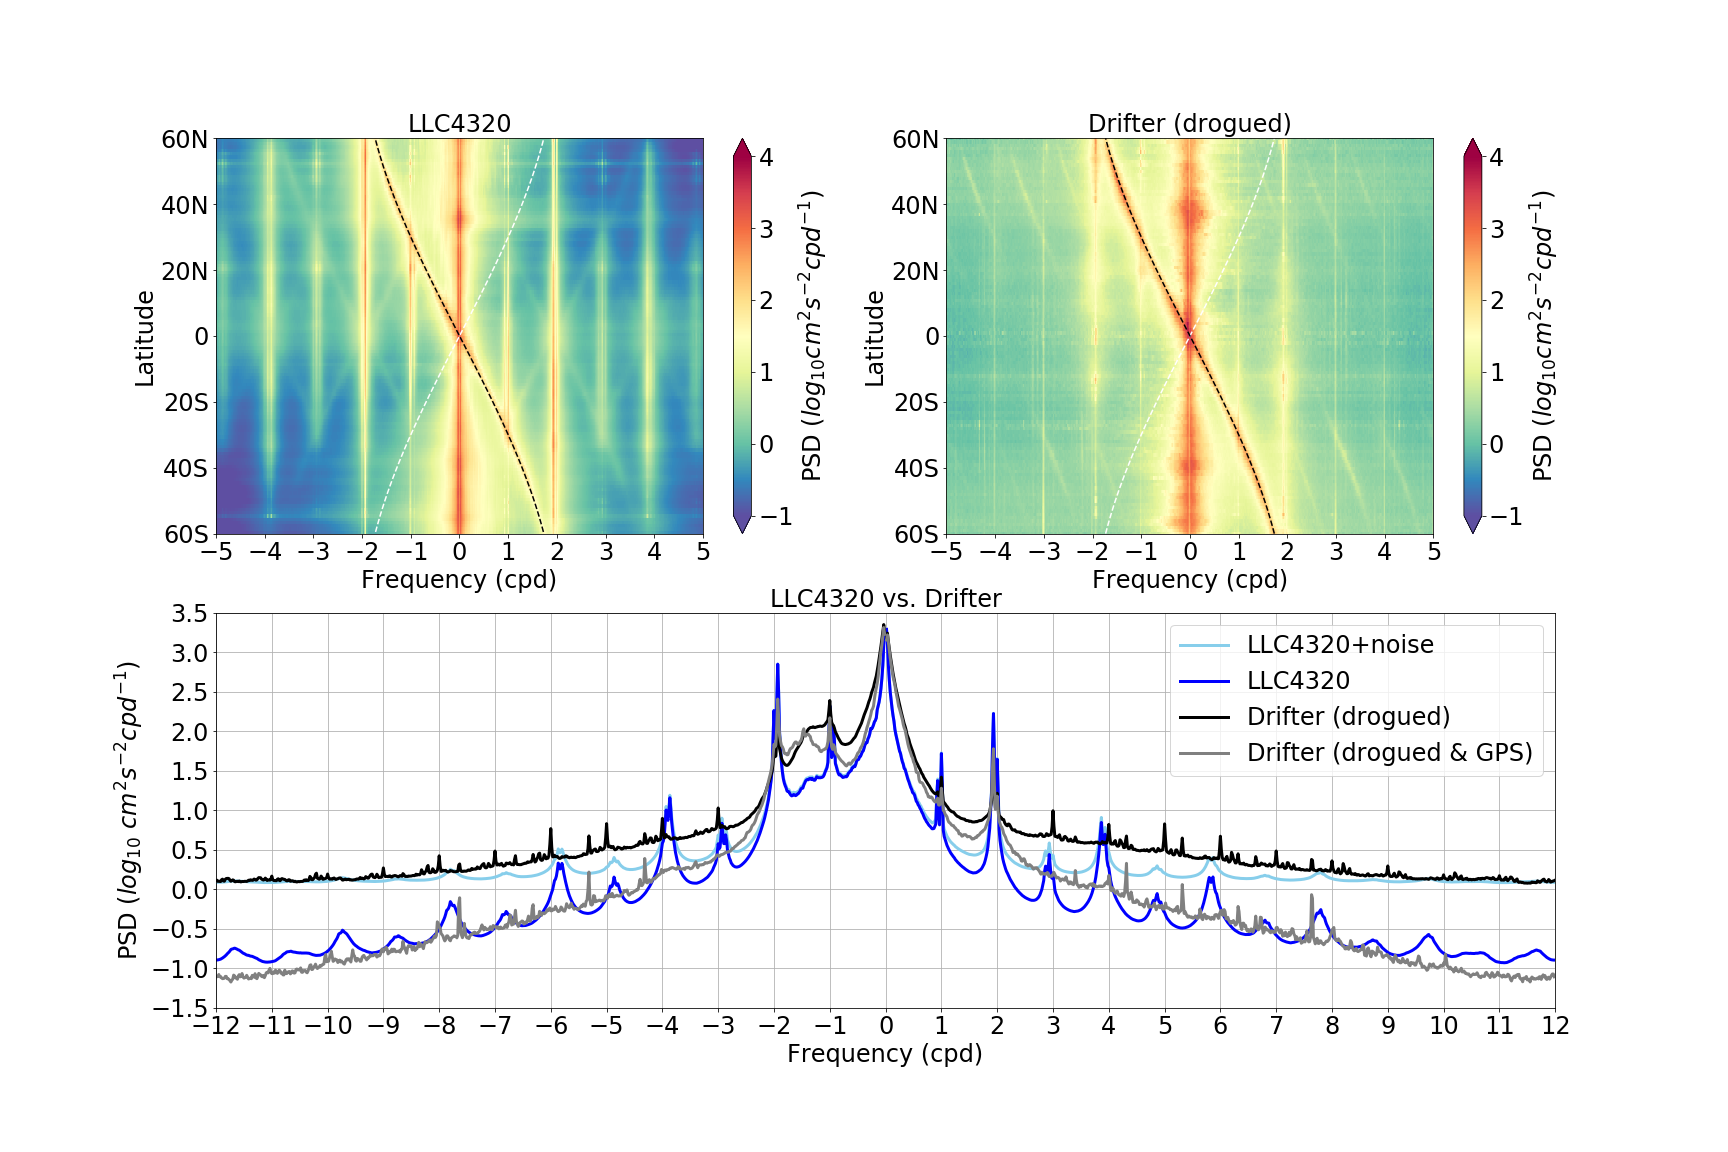 LLC4320
Drifter (drogued)
60N
40N
20N
0
20S
40S
60S
Latitude
−5 −4 −3 −2 −1 0 1 2 3 4 5
Frequency (cpd)
4
3
2
1
0
−1
PSD (log₁₀cm²s⁻²cpd⁻¹)
60N
40N
20N
0
20S
40S
60S
Latitude
−5 −4 −3 −2 −1 0 1 2 3 4 5
Frequency (cpd)
4
3
2
1
0
−1
PSD (log₁₀cm²s⁻²cpd⁻¹)
LLC4320 vs. Drifter
3.5
3.0
2.5
2.0
1.5
1.0
0.5
0.0
−0.5
−1.0
−1.5
PSD (log₁₀ cm²s⁻²cpd⁻¹)
LLC4320+noise
LLC4320
Drifter (drogued)
Drifter (drogued & GPS)
−12 −11 −10 −9 −8 −7 −6 −5 −4 −3 −2 −1 0 1 2 3 4 5 6 7 8 9 10 11 12
Frequency (cpd)